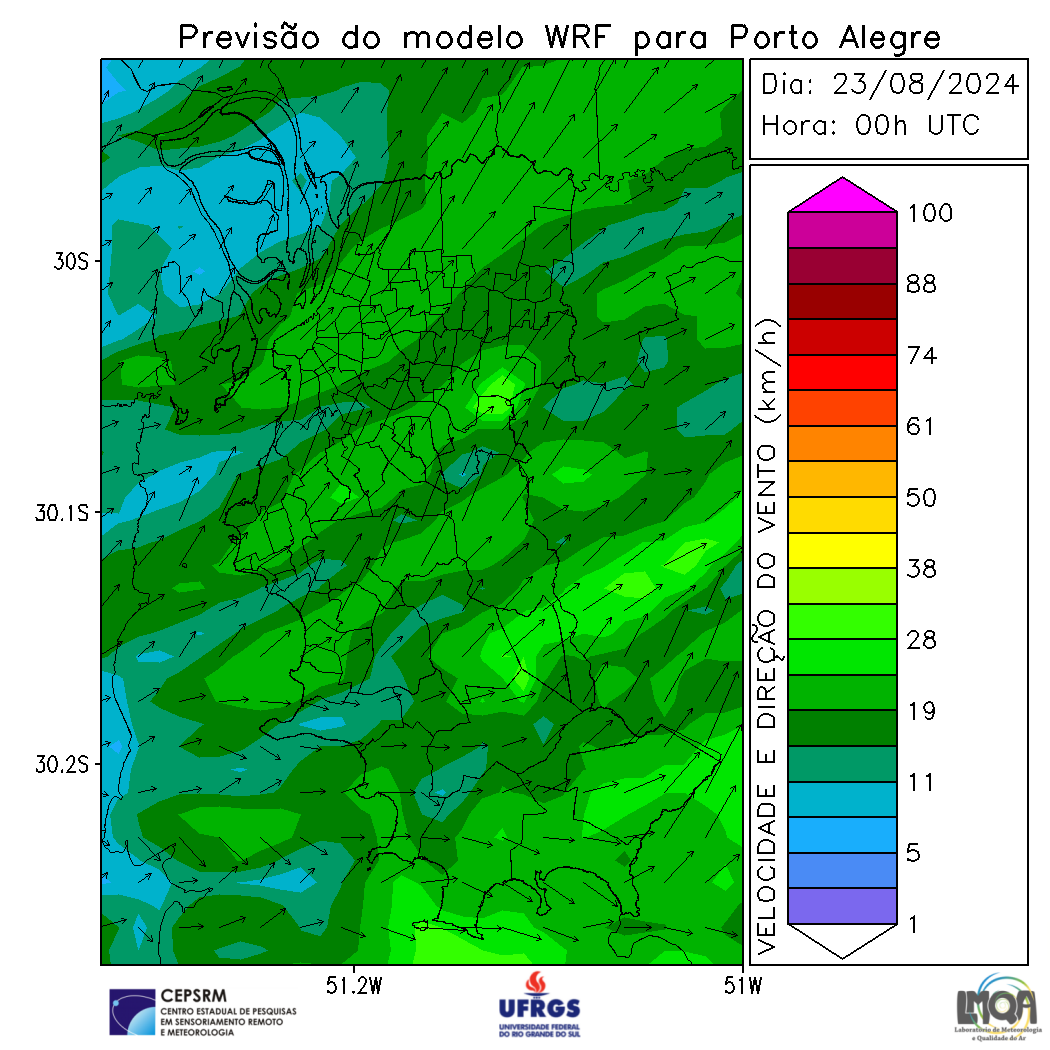 Previsão do modelo WRF para Porto Alegre
Dia: 23/08/2024
Hora: 00h UTC
30S
30.1S
30.2S
51.2W
51W
VELOCIDADE E DIREÇÃO DO VENTO (km/h)
100
88
74
61
50
38
28
19
11
5
1
CEPSRM
CENTRO ESTADUAL DE PESQUISAS
EM SENSORIAMENTO REMOTO
E METEOROLOGIA
UFRGS
UNIVERSIDADE FEDERAL
DO RIO GRANDE DO SUL
LMQA
Laboratório de Meteorologia
e Qualidade do Ar